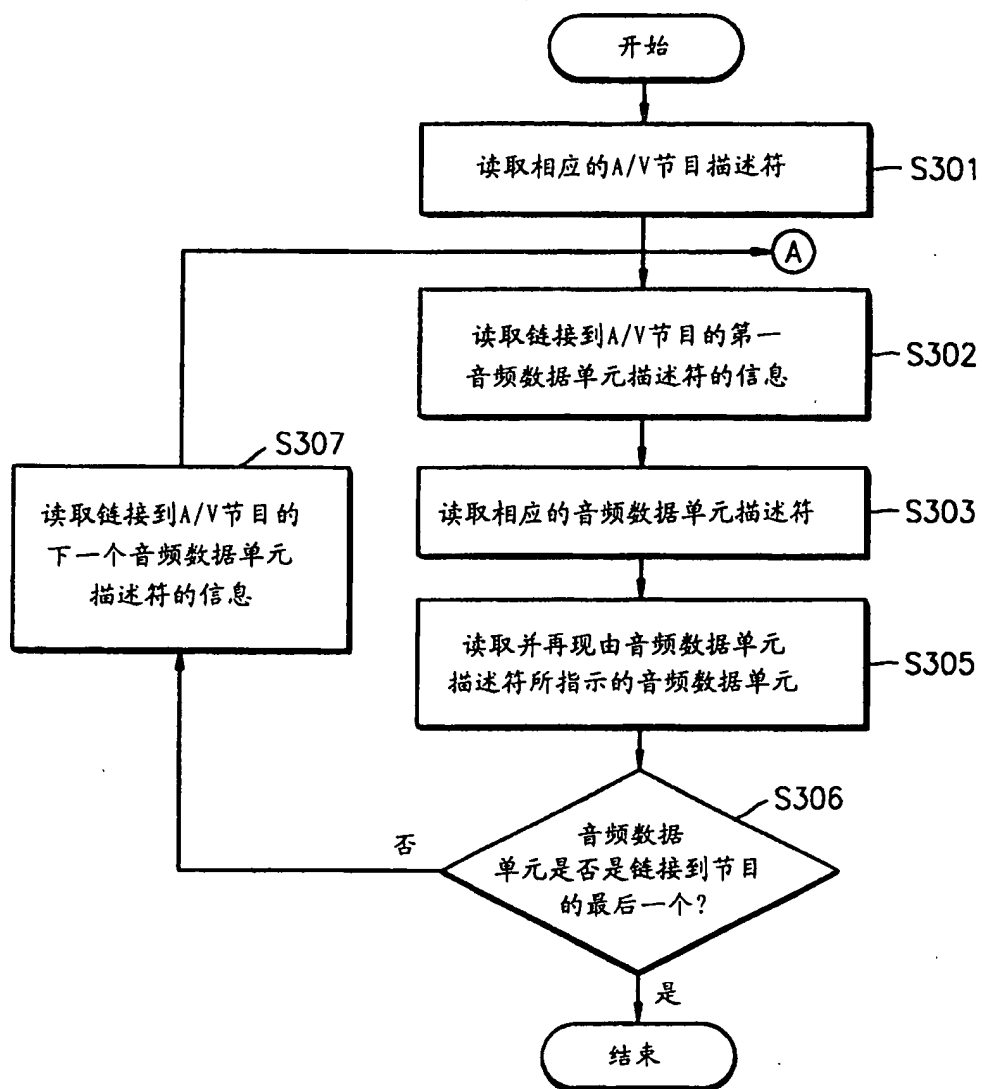 开始
读取相应的A/V节目描述符
S301
A
读取链接到A/V节目的第一
音频数据单元描述符的信息
S302
S307
读取链接到A/V节目的
下一个音频数据单元
描述符的信息
读取相应的音频数据单元描述符
S303
读取并再现由音频数据单元
描述符所指示的音频数据单元
S305
S306
音频数据
单元是否是链接到节目
的最后一个?
否
是
结束